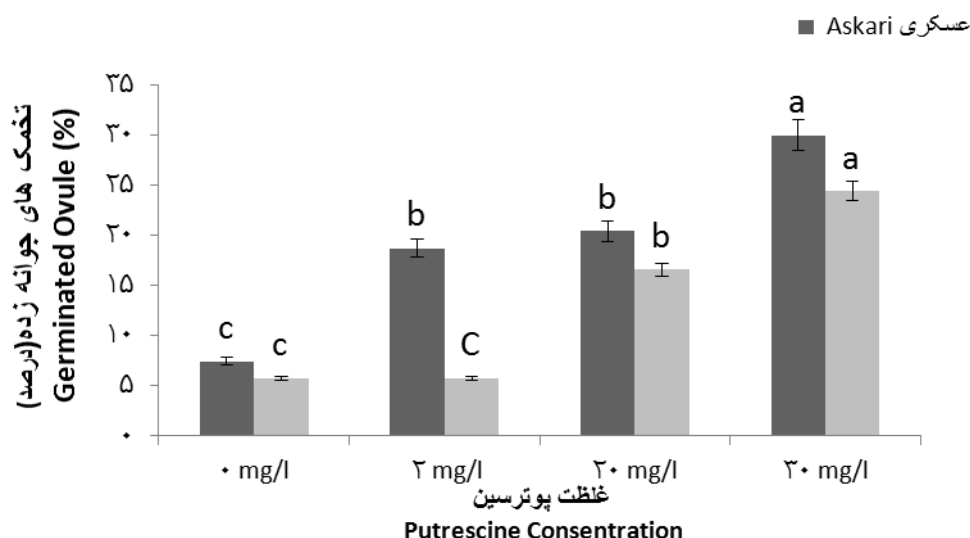 عسکری Askari
تخمک های جوانه زده(درصد)
Germinated Ovule (%)
۳۵
۳۰
۲۵
۲۰
۱۵
۱۰
۵
۰
c
c
b
C
b
b
a
a
۰ mg/l
۲ mg/l
۲۰ mg/l
۳۰ mg/l
غلظت پوترسین
Putrescine Consentration